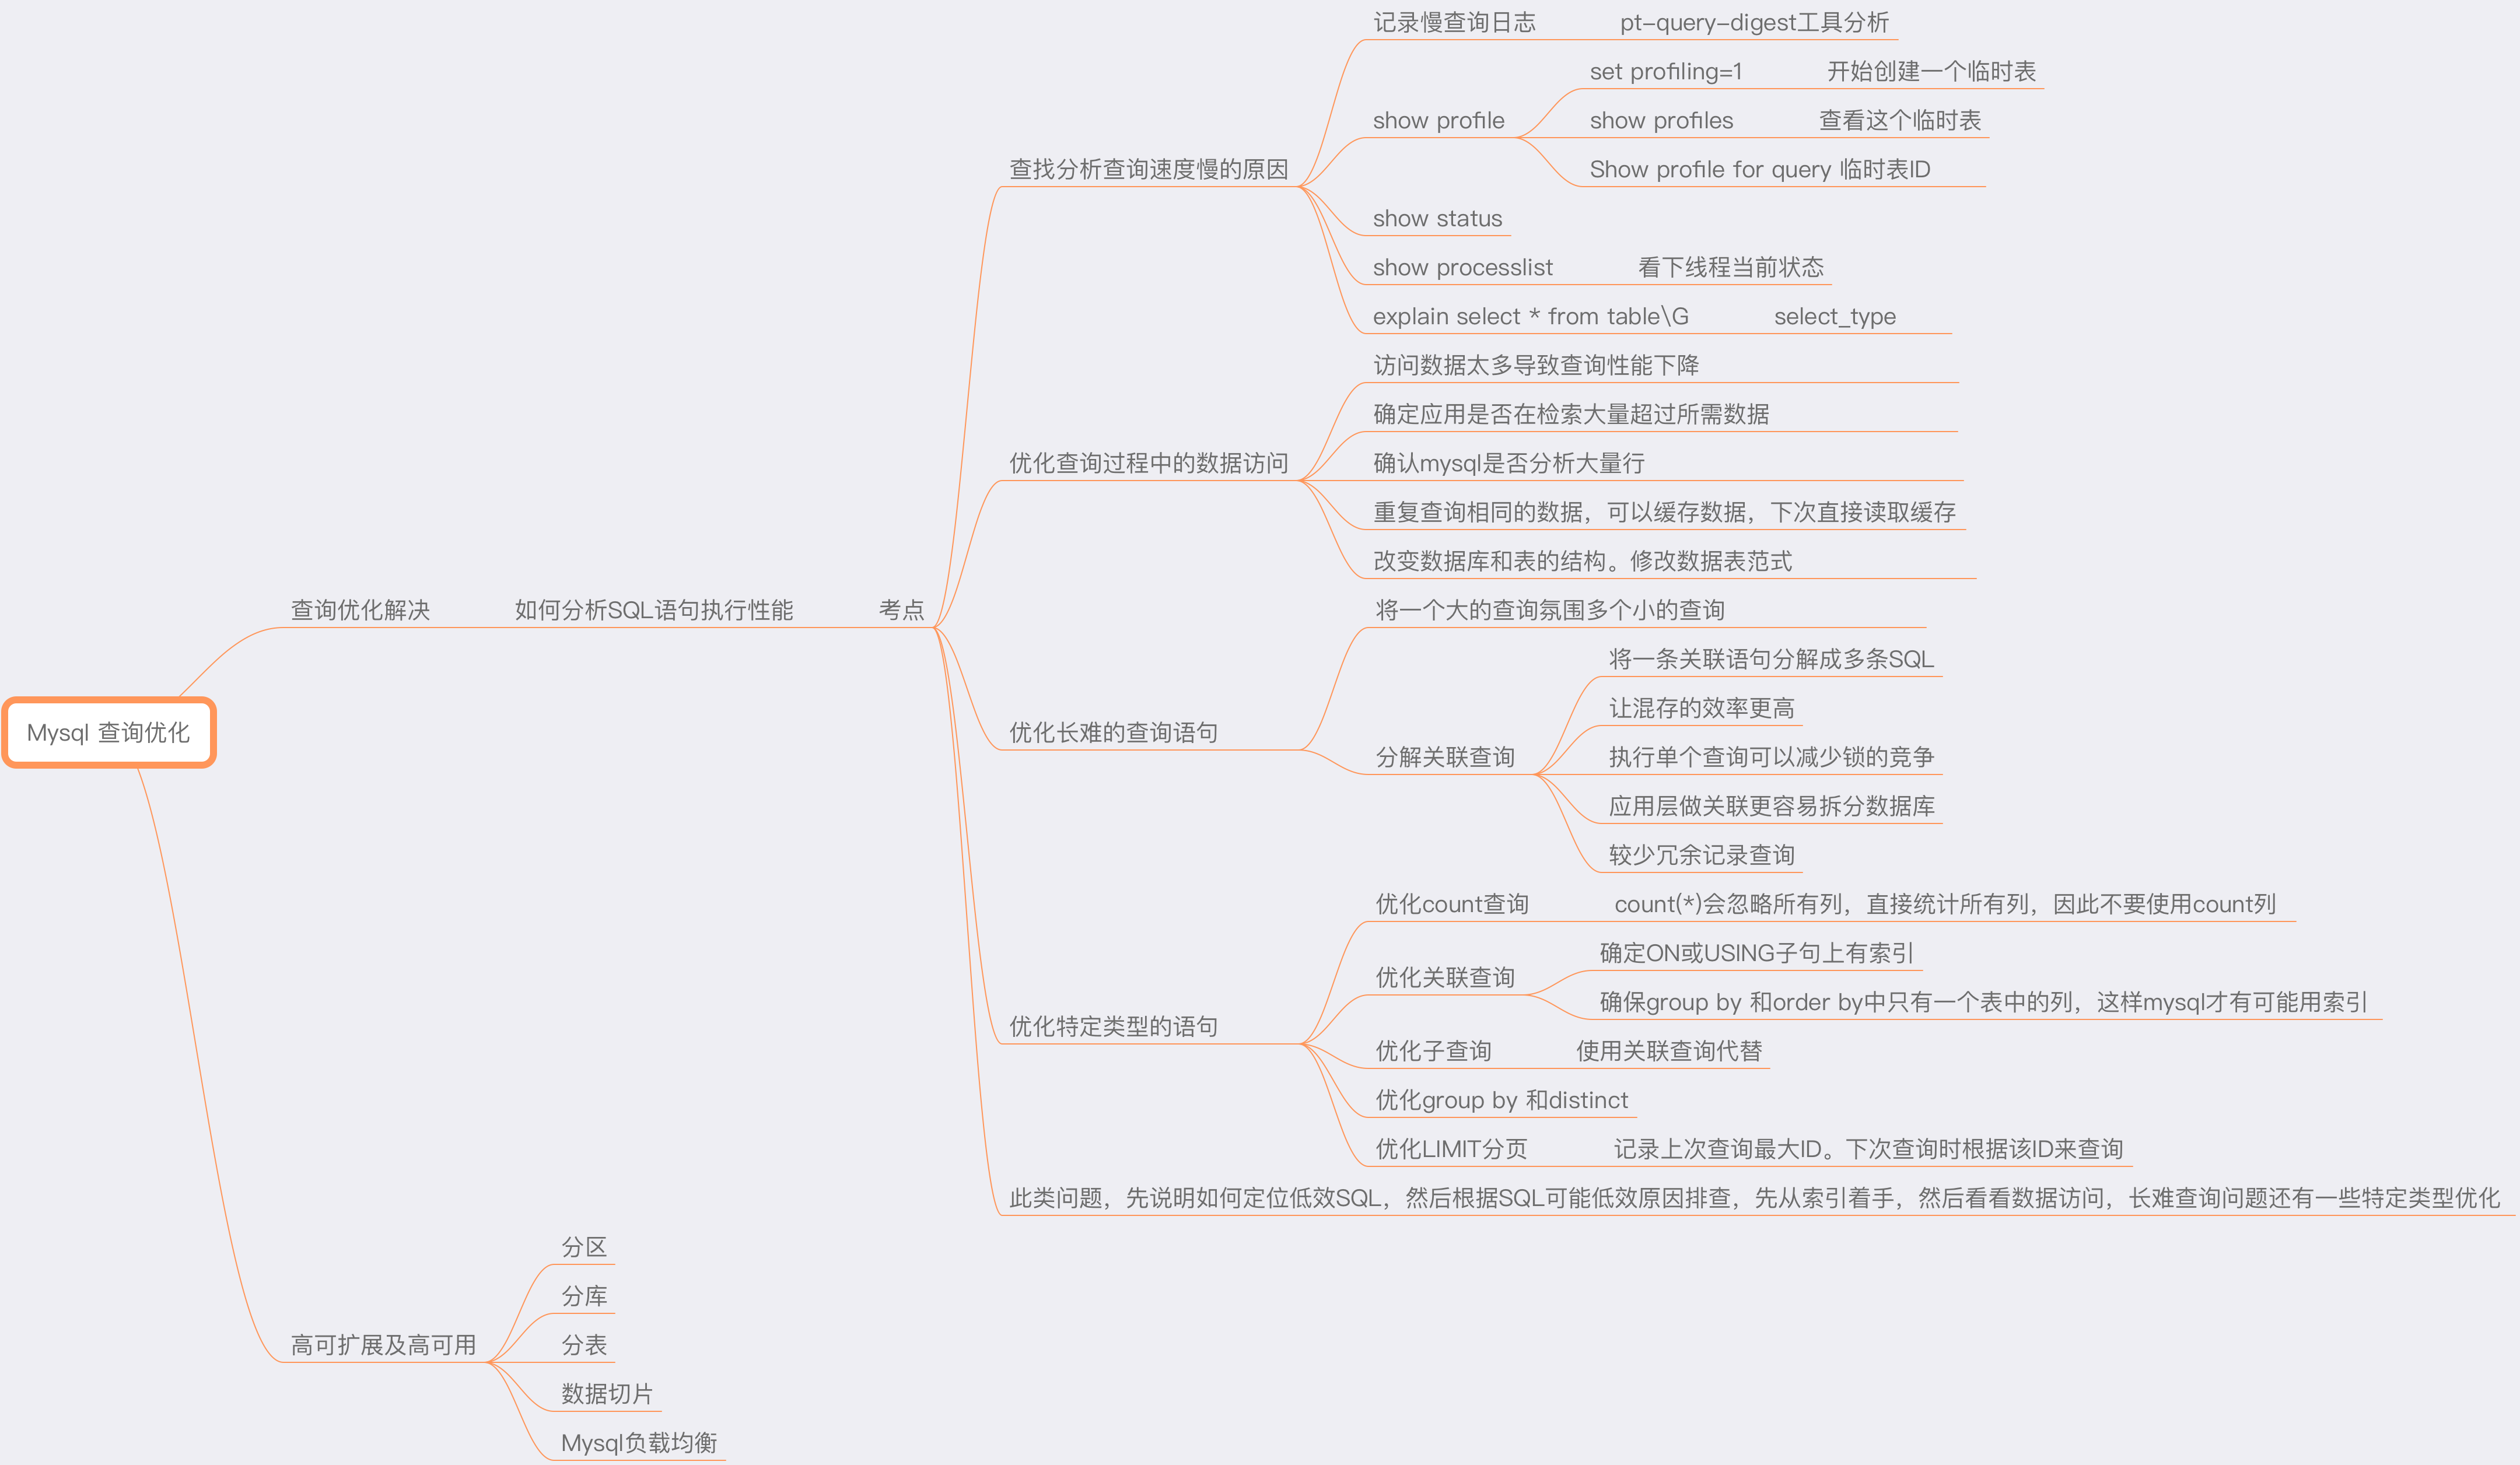 Mysql 查询优化
查询优化解决
如何分析SQL语句执行性能
考点
查找分析查询速度慢的原因
记录慢查询日志
pt-query-digest工具分析
show profile
set profiling=1
开始创建一个临时表
show profiles
查看这个临时表
Show profile for query 临时表ID
show status
show processlist
看下线程当前状态
explain select * from table\G
select_type
优化查询过程中的数据访问
访问数据太多导致查询性能下降
确定应用是否在检索大量超过所需数据
确认mysql是否分析大量行
重复查询相同的数据，可以缓存数据，下次直接读取缓存
改变数据库和表的结构。修改数据表范式
优化长难的查询语句
将一个大的查询氛围多个小的查询
分解关联查询
将一条关联语句分解成多条SQL
让混存的效率更高
执行单个查询可以减少锁的竞争
应用层做关联更容易拆分数据库
较少冗余记录查询
优化特定类型的语句
优化count查询
count(*)会忽略所有列，直接统计所有列，因此不要使用count列
优化关联查询
确定ON或USING子句上有索引
确保group by 和order by中只有一个表中的列，这样mysql才有可能用索引
优化子查询
使用关联查询代替
优化group by 和distinct
优化LIMIT分页
记录上次查询最大ID。下次查询时根据该ID来查询
此类问题，先说明如何定位低效SQL，然后根据SQL可能低效原因排查，先从索引着手，然后看看数据访问，长难查询问题还有一些特定类型优化
高可扩展及高可用
分区
分库
分表
数据切片
Mysql负载均衡